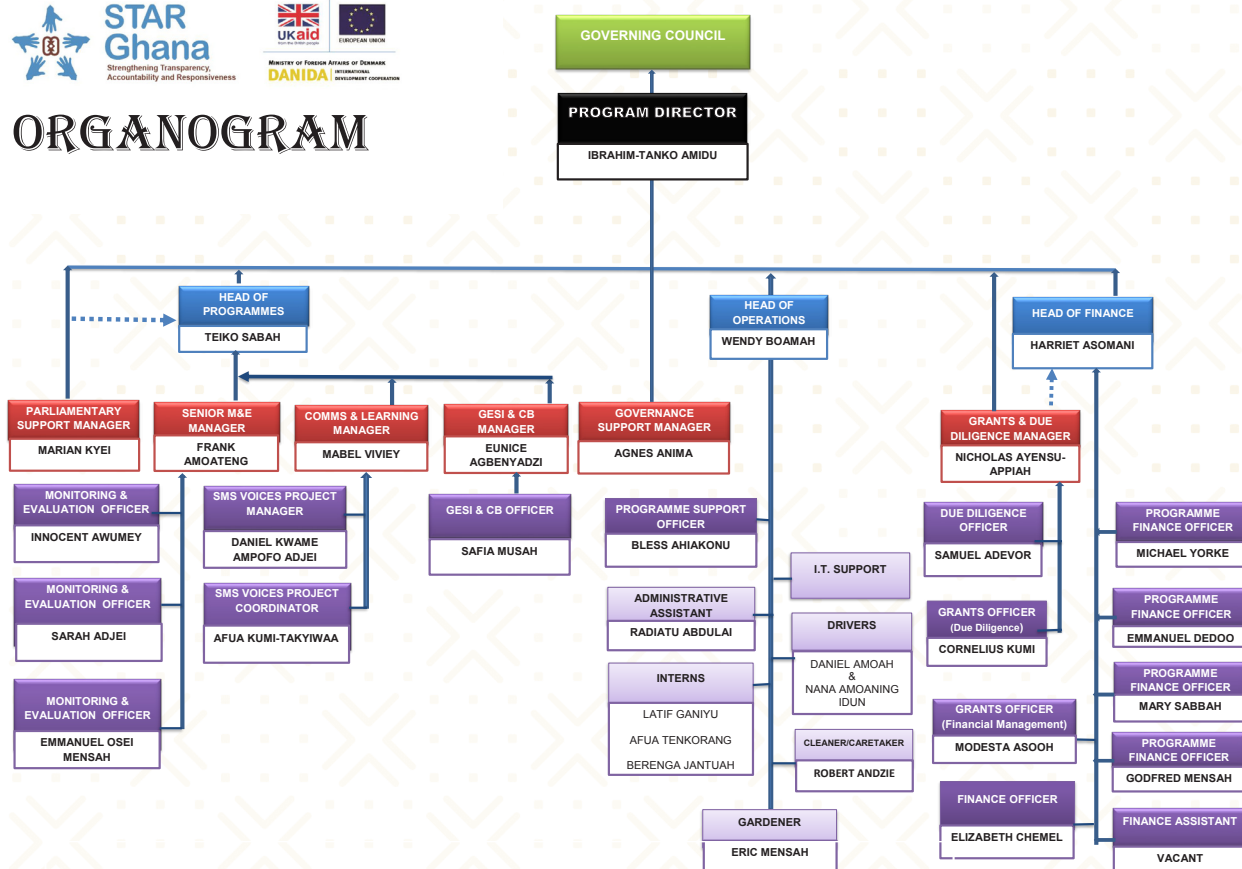 STAR
Ghana
Strengthening Transparency,
Accountability and Responsiveness
UKaid
from the British people
EUROPEAN UNION
MINISTRY OF FOREIGN AFFAIRS OF DENMARK
DANIDA
INTERNATIONAL
DEVELOPMENT COOPERATION
ORGANOGRAM
GOVERNING COUNCIL
PROGRAM DIRECTOR
IBRAHIM-TANKO AMIDU
HEAD OF
PROGRAMMES
TEIKO SABAH
HEAD OF
OPERATIONS
WENDY BOAMAH
HEAD OF FINANCE
HARRIET ASOMANI
PARLIAMENTARY
SUPPORT MANAGER
MARIAN KYEI
SENIOR M&E
MANAGER
FRANK
AMOATENG
COMMS & LEARNING
MANAGER
MABEL VIVIEY
GESI & CB
MANAGER
EUNICE
AGBENYADZI
GOVERNANCE
SUPPORT MANAGER
AGNES ANIMA
GRANTS & DUE
DILIGENCE MANAGER
NICHOLAS AYENSU-
APPIAH
MONITORING &
EVALUATION OFFICER
INNOCENT AWUMEY
MONITORING &
EVALUATION OFFICER
SARAH ADJEI
MONITORING &
EVALUATION OFFICER
EMMANUEL OSEI
MENSAH
SMS VOICES PROJECT
MANAGER
DANIEL KWAME
AMPOFO ADJEI
SMS VOICES PROJECT
COORDINATOR
AFUA KUMI-TAKYIWAA
GESI & CB OFFICER
SAFIA MUSAH
PROGRAMME SUPPORT
OFFICER
BLESS AHIAKONU
ADMINISTRATIVE
ASSISTANT
RADIATU ABDULAI
INTERNS
LATIF GANIYU
AFUA TENKORANG
BERENGA JANTUAH
I.T. SUPPORT
DRIVERS
DANIEL AMOAH
&
NANA AMOANING
IDUN
CLEANER/CARETAKER
ROBERT ANDZIE
GARDENER
ERIC MENSAH
DUE DILIGENCE
OFFICER
SAMUEL ADEVOR
GRANTS OFFICER
(Due Diligence)
CORNELIUS KUMI
GRANTS OFFICER
(Financial Management)
MODESTA ASOOH
FINANCE OFFICER
ELIZABETH CHEMEL
PROGRAMME
FINANCE OFFICER
MICHAEL YORKE
PROGRAMME
FINANCE OFFICER
EMMANUEL DEDOO
PROGRAMME
FINANCE OFFICER
MARY SABBAH
PROGRAMME
FINANCE OFFICER
GODFRED MENSAH
FINANCE ASSISTANT
VACANT